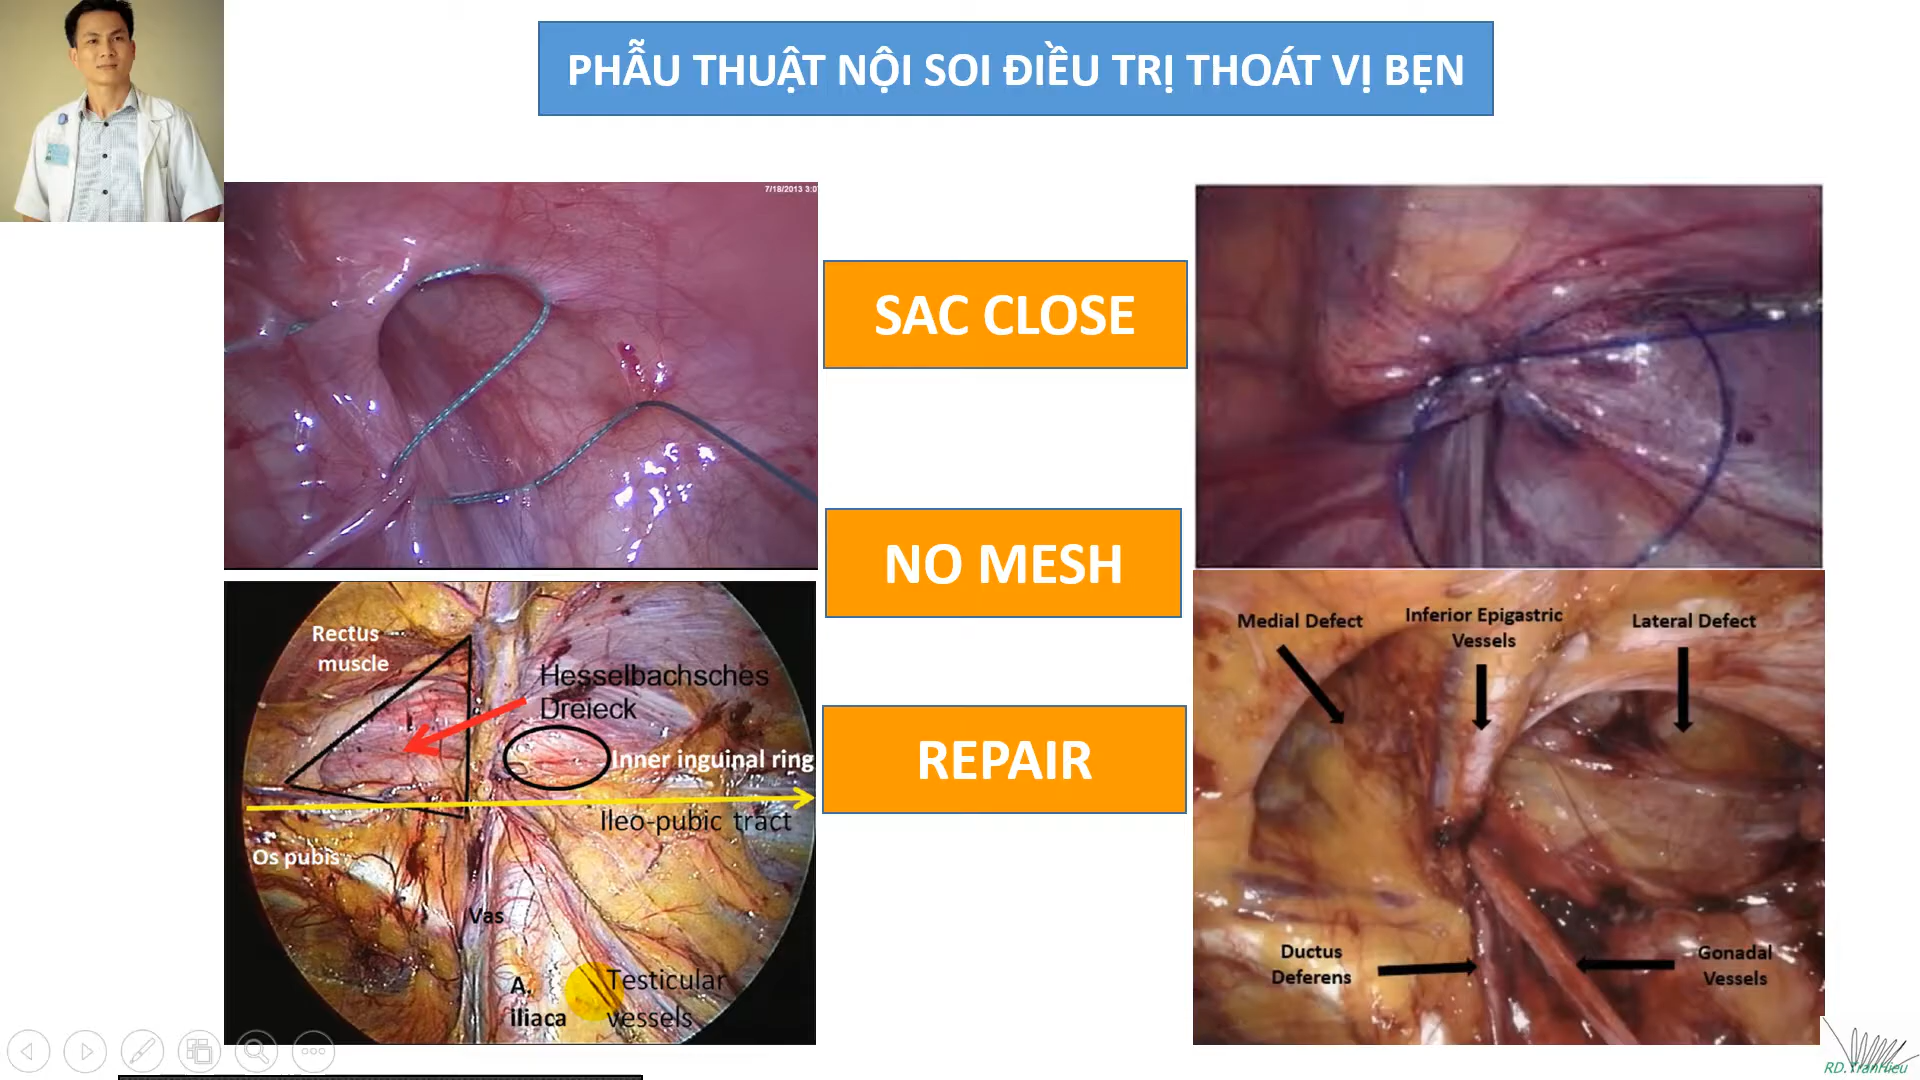 PHẪU THUẬT NỘI SOI ĐIỀU TRỊ THOÁT VỊ BẸN
7/18/2013 3:0
SAC CLOSE
NO MESH
REPAIR
Rectus
muscle
Hesselbachsches
Dreieck
Inner inguinal ring
Ileo-pubic tract
Os pubis
Vas
A.
iliaca
Testicular
vessels
Medial Defect
Inferior Epigastric
Vessels
Lateral Defect
Ductus
Deferens
Gonadal
Vessels
RD.TranHieu